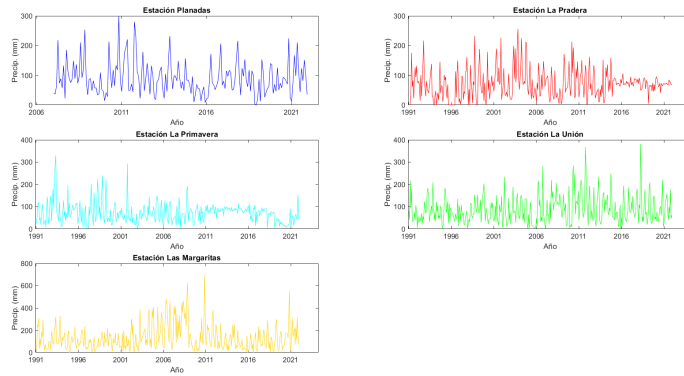 Estación Planadas
300
200
100
0
Precip. (mm)
2006 2001 2006 2011 2016 2021
Año
Estación La Pradera
300
200
100
0
Precip. (mm)
1991 1996 2001 2006 2011 2016 2021
Año
Estación La Primavera
400
300
200
100
0
Precip. (mm)
1991 1996 2001 2006 2011 2016 2021
Año
Estación La Unión
400
300
200
100
0
Precip. (mm)
1991 1996 2001 2006 2011 2016 2021
Año
Estación Las Margaritas
800
600
400
200
0
Precip. (mm)
1991 1996 2001 2006 2011 2016 2021
Año